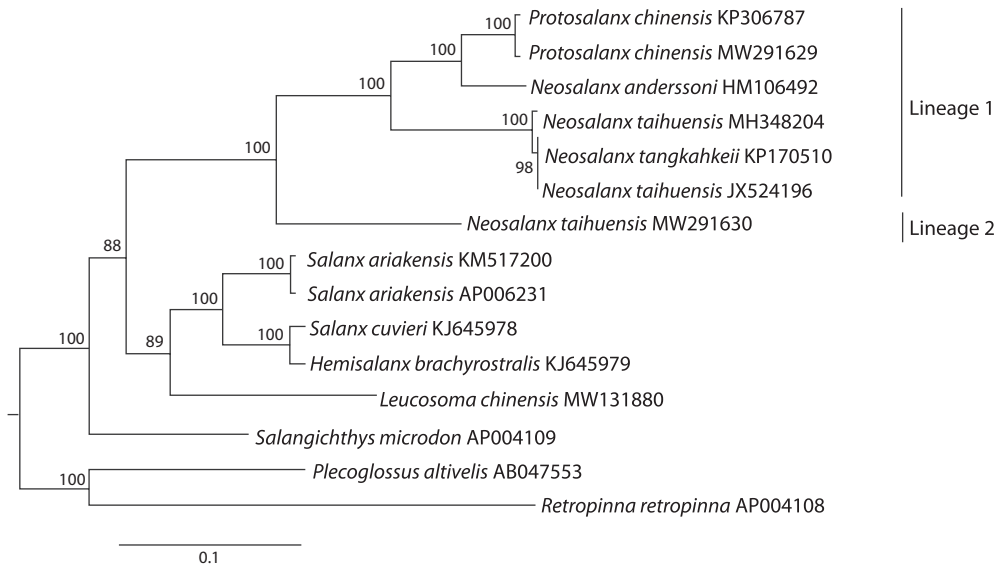 100 Protosalanx chinensis KP306787
Protosalanx chinensis MW291629
100
Neosalanx anderssoni HM106492
100
Lineage 1
100 Neosalanx taihuensis MH348204
Neosalanx tangkahkeii KP170510
98
Neosalanx taihuensis JX524196
100
Neosalanx taihuensis MW291630
Lineage 2
88
100 Salanx ariakensis KM517200
Salanx ariakensis AP006231
100
Salanx cuvieri KJ645978
100
Hemisalanx brachyrostralis KJ645979
89
Leucosoma chinensis MW131880
100
Salangichthys microdon AP004109
Plecoglossus altivelis AB047553
100
Retropinna retropinna AP004108
0.1